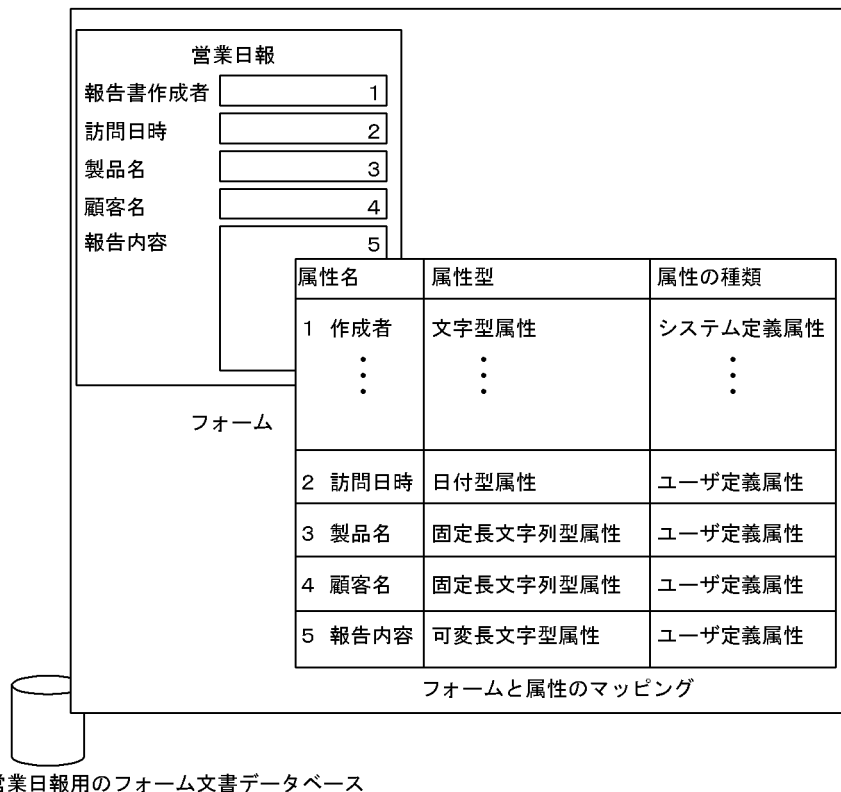 営業日報
報告書作成者 1
訪問日時 2
製品名 3
顧客名 4
報告内容 5
フォーム
属性名 属性型 属性の種類
1 作成者 文字型属性 システム定義属性
2 訪問日時 日付型属性 ユーザ定義属性
3 製品名 固定長文字列型属性 ユーザ定義属性
4 顧客名 固定長文字列型属性 ユーザ定義属性
5 報告内容 可変長文字型属性 ユーザ定義属性
フォームと属性のマッピング
営業日報用のフォーム文書データベース